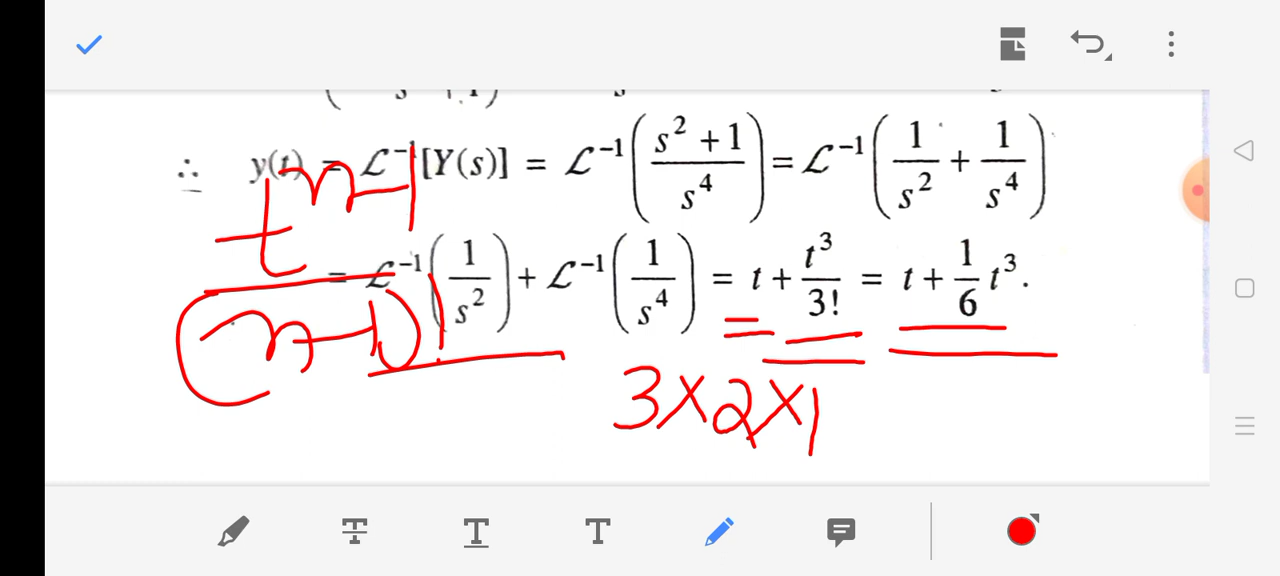 ∴ y(t) = ℒ⁻¹[Y(s)] = ℒ⁻¹((s² + 1)/s⁴) = ℒ⁻¹(1/s² + 1/s⁴)
= ℒ⁻¹(1/s²) + ℒ⁻¹(1/s⁴) = t + t³/3! = t + 1/6 t³.
tⁿ⁻¹
(n-1)!
3×2×1
T T T